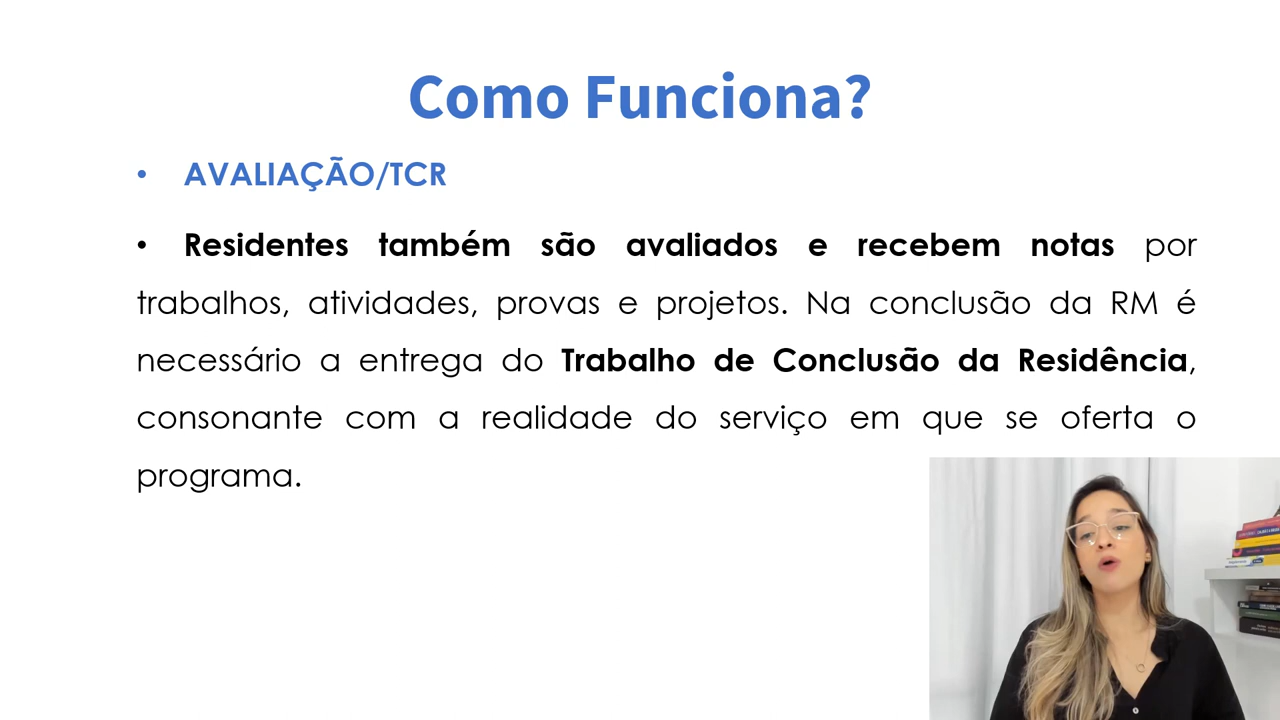 Como Funciona?
• AVALIAÇÃO/TCR
• Residentes também são avaliados e recebem notas por
trabalhos, atividades, provas e projetos. Na conclusão da RM é
necessário a entrega do Trabalho de Conclusão da Residência,
consonante com a realidade do serviço em que se oferta o
programa.